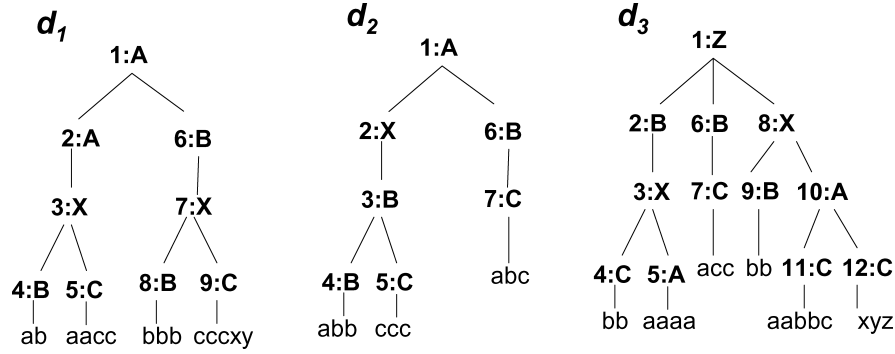 d1 d2 d3
1:A 1:A 1:Z
2:A 6:B 2:X 6:B 2:B 6:B 8:X
3:X 7:X 3:B 7:C 3:X 7:C 9:B 10:A
4:B 5:C 8:B 9:C 4:B 5:C abc 4:C 5:A acc bb 11:C 12:C
ab aacc bbb cccxy abb ccc bb aaaa aabbc xyz